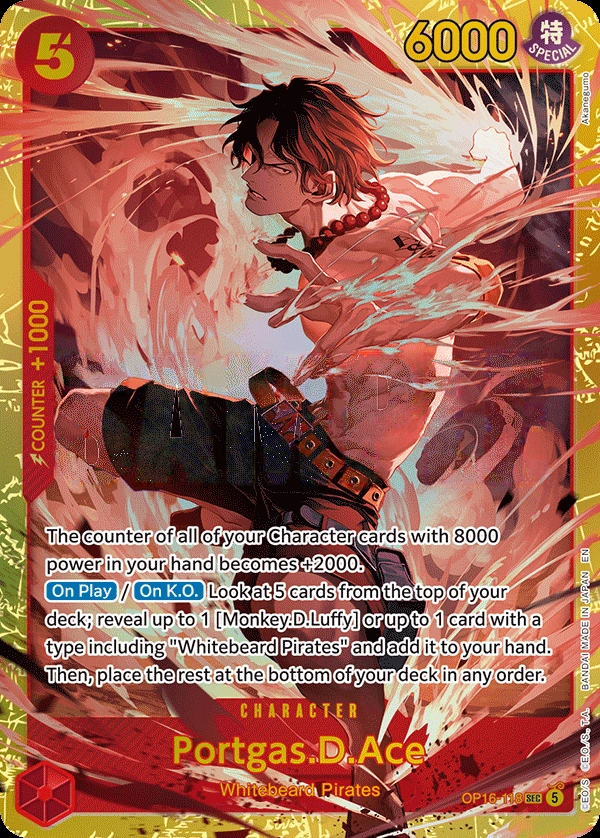 5
6000
特
SPECIAL
Akanegumo
COUNTER +1000
The counter of all of your Character cards with 8000
power in your hand becomes +2000.
On Play / On K.O. Look at 5 cards from the top of your
deck; reveal up to 1 [Monkey.D.Luffy] or up to 1 card with a
type including "Whitebeard Pirates" and add it to your hand.
Then, place the rest at the bottom of your deck in any order.
©E.O./S. ©E.O./S., T.A. BANDAI MADE IN JAPAN EN
CHARACTER
Portgas.D.Ace
Whitebeard Pirates
OP16-118 SEC 5